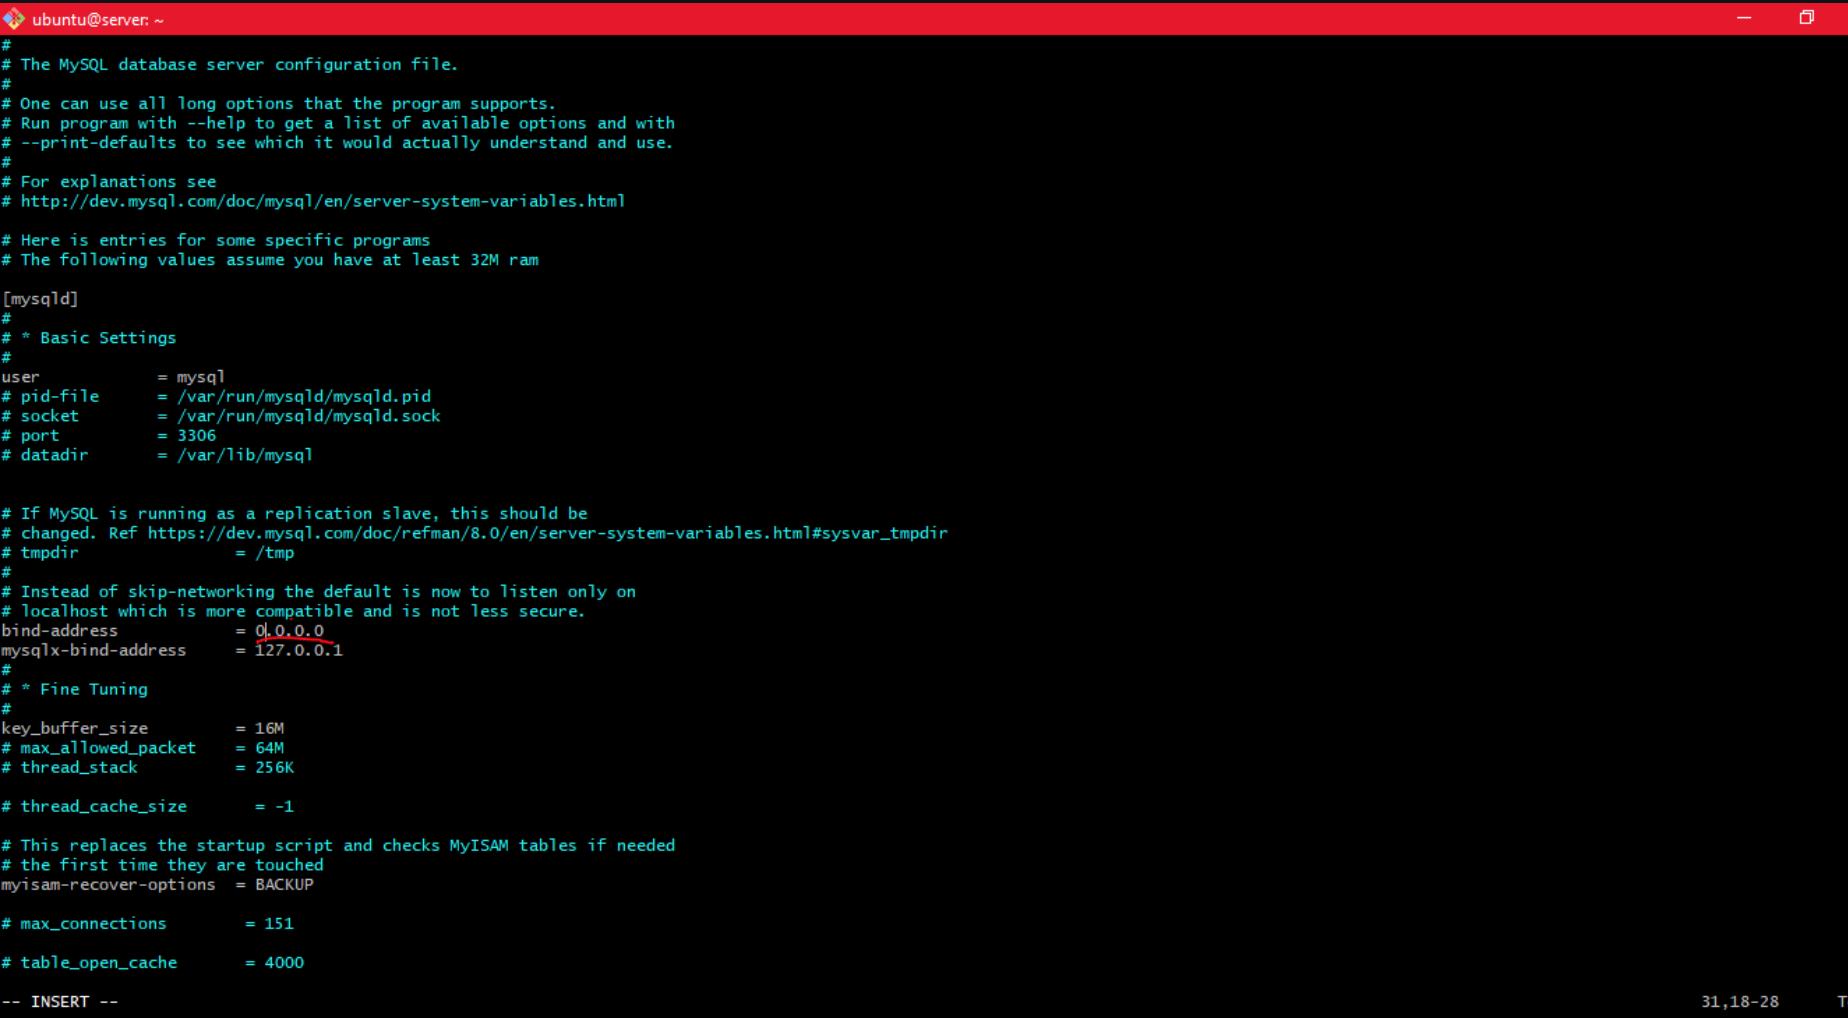 ubuntu@server: ~
#
# The MySQL database server configuration file.
#
# One can use all long options that the program supports.
# Run program with --help to get a list of available options and with
# --print-defaults to see which it would actually understand and use.
#
# For explanations see
# http://dev.mysql.com/doc/mysql/en/server-system-variables.html
# Here is entries for some specific programs
# The following values assume you have at least 32M ram
[mysqld]
#
# * Basic Settings
#
user = mysql
# pid-file = /var/run/mysqld/mysqld.pid
# socket = /var/run/mysqld/mysqld.sock
# port = 3306
# datadir = /var/lib/mysql
# If MySQL is running as a replication slave, this should be
# changed. Ref https://dev.mysql.com/doc/refman/8.0/en/server-system-variables.html#sysvar_tmpdir
# tmpdir = /tmp
#
# Instead of skip-networking the default is now to listen only on
# localhost which is more compatible and is not less secure.
bind-address = 0.0.0.0
mysqlx-bind-address = 127.0.0.1
#
# * Fine Tuning
#
key_buffer_size = 16M
# max_allowed_packet = 64M
# thread_stack = 256K
# thread_cache_size = -1
# This replaces the startup script and checks MyISAM tables if needed
# the first time they are touched
myisam-recover-options = BACKUP
# max_connections = 151
# table_open_cache = 4000
-- INSERT -- 31,18-28 T